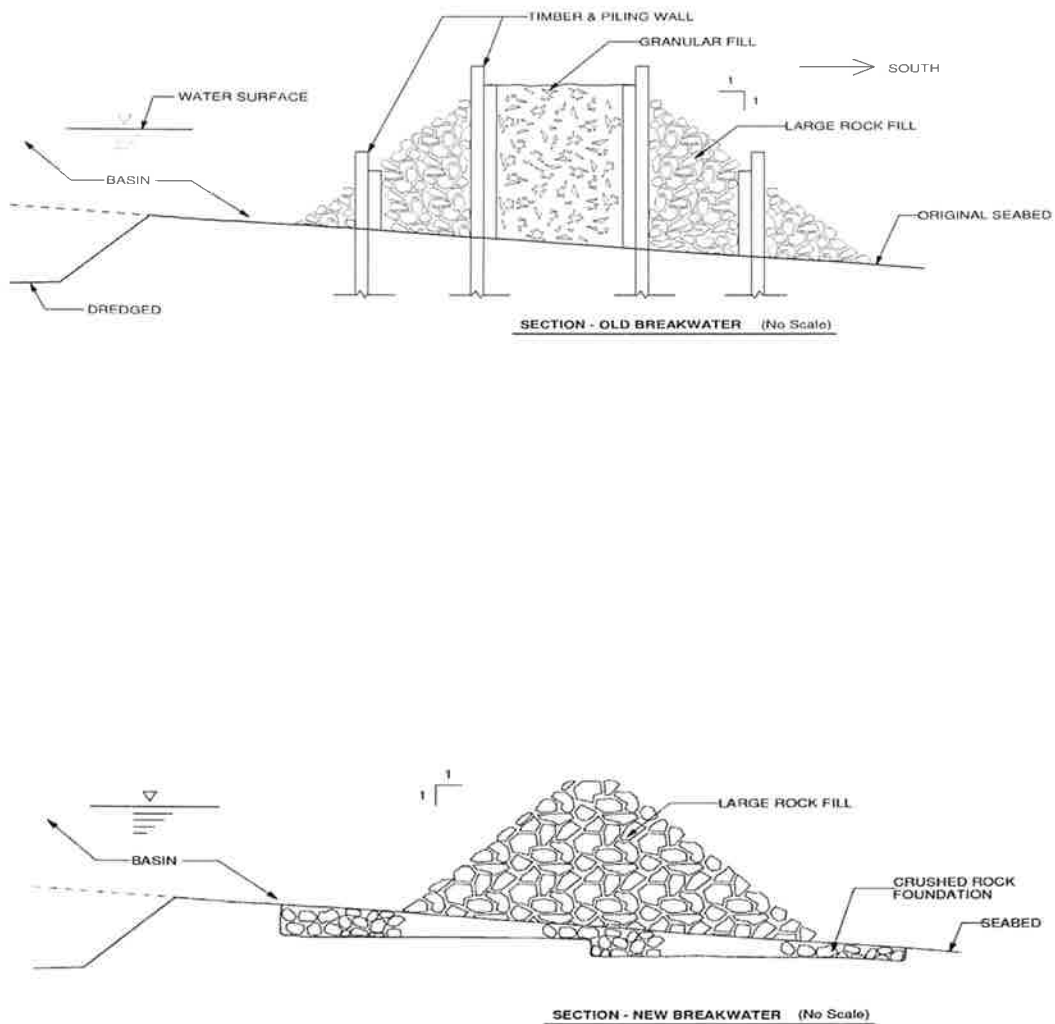 TIMBER & PILING WALL
GRANULAR FILL
SOUTH
WATER SURFACE
1
1
LARGE ROCK FILL
BASIN
ORIGINAL SEABED
DREDGED
SECTION - OLD BREAKWATER (No Scale)
1
1
LARGE ROCK FILL
BASIN
CRUSHED ROCK
FOUNDATION
SEABED
SECTION - NEW BREAKWATER (No Scale)